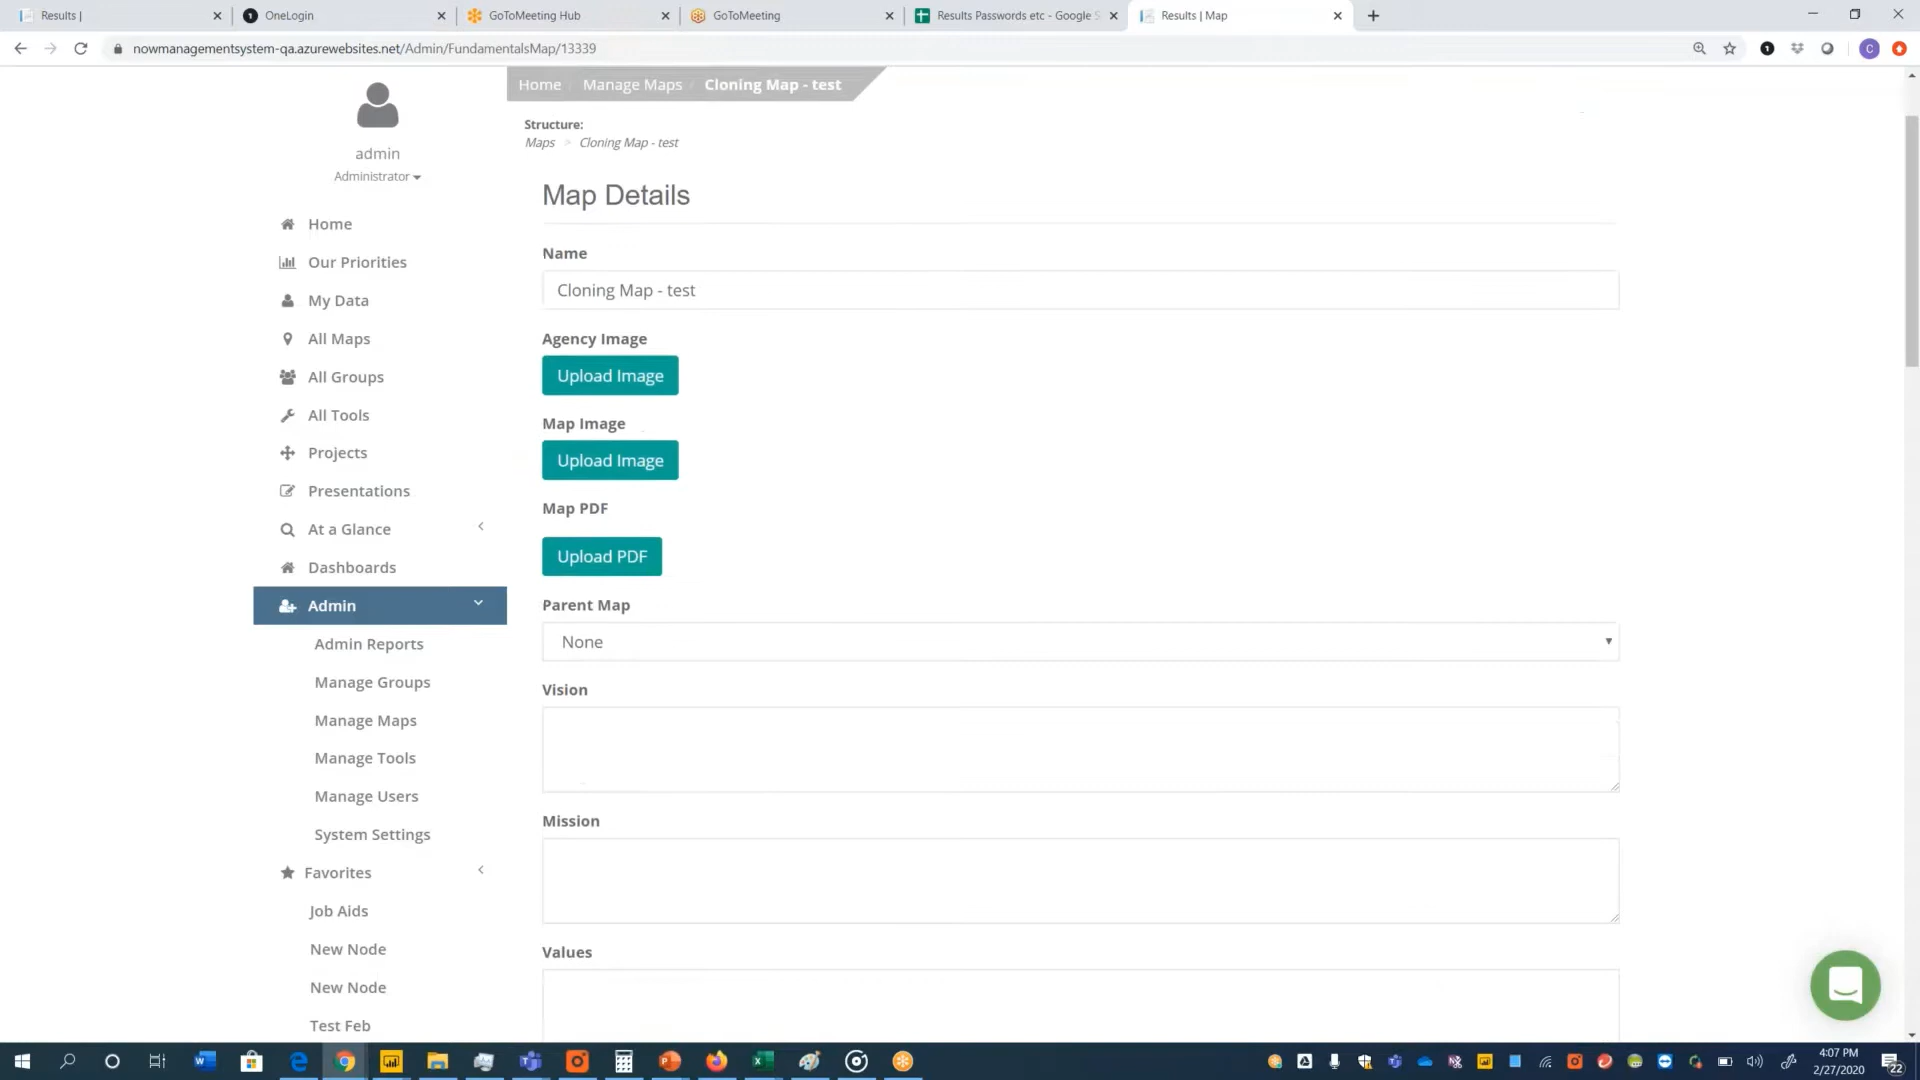 Results |
OneLogin
GoToMeeting Hub
GoToMeeting
Results Passwords etc - Google S
Results | Map
nowmanagementsystem-qa.azurewebsites.net/Admin/FundamentalsMap/13339
C
admin
Administrator
Home
Our Priorities
My Data
All Maps
All Groups
All Tools
Projects
Presentations
At a Glance
Dashboards
Admin
Admin Reports
Manage Groups
Manage Maps
Manage Tools
Manage Users
System Settings
Favorites
Job Aids
New Node
New Node
Test Feb
Home / Manage Maps / Cloning Map - test
Structure:
Maps > Cloning Map - test
Map Details
Name
Cloning Map - test
Agency Image
Upload Image
Map Image
Upload Image
Map PDF
Upload PDF
Parent Map
None
Vision
Mission
Values
4:07 PM
2/27/2020
22